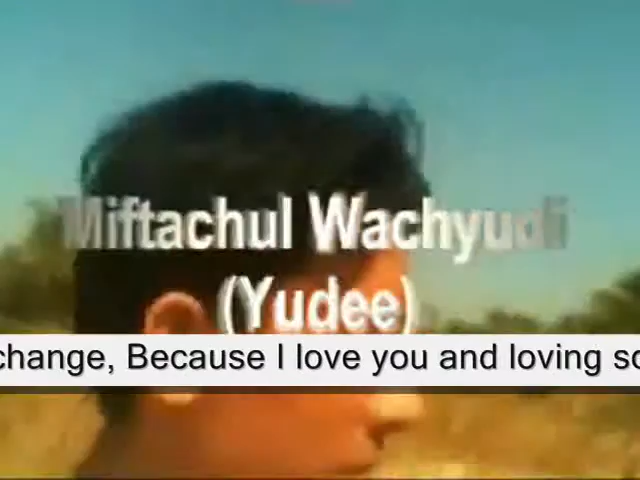 Miftachul Wachyudi
(Yudee)
change, Because I love you and loving so